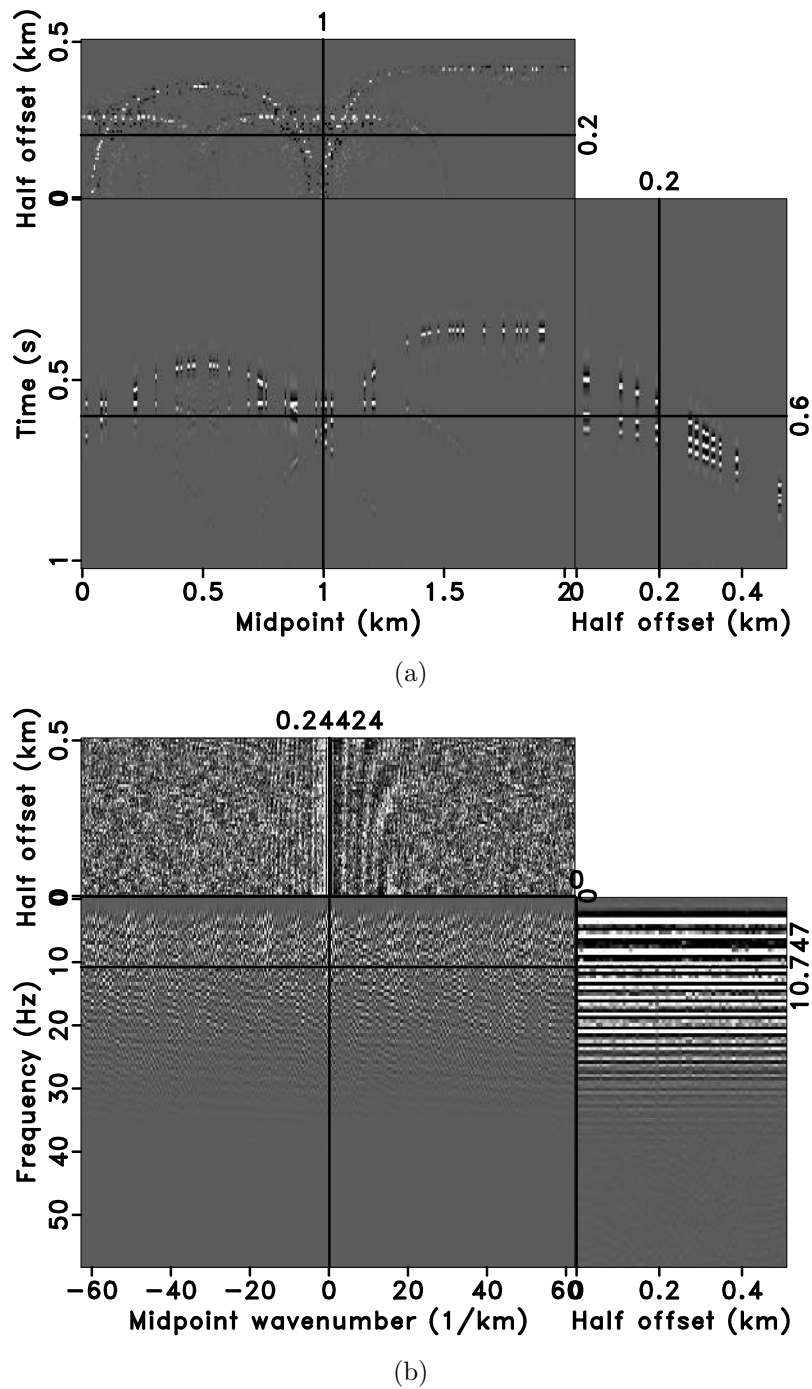 1
Half offset (km)
0.5
0
0.2
0.2
Time (s)
0.5
1
0.6
0 0.5 1 1.5 2 0 0.2 0.4
Midpoint (km) Half offset (km)
(a)
0.24424
Half offset (km)
0.5
0
0
0
Frequency (Hz)
10
20
30
40
50
10.747
-60 -40 -20 0 20 40 60 0 0.2 0.4
Midpoint wavenumber (1/km) Half offset (km)
(b)